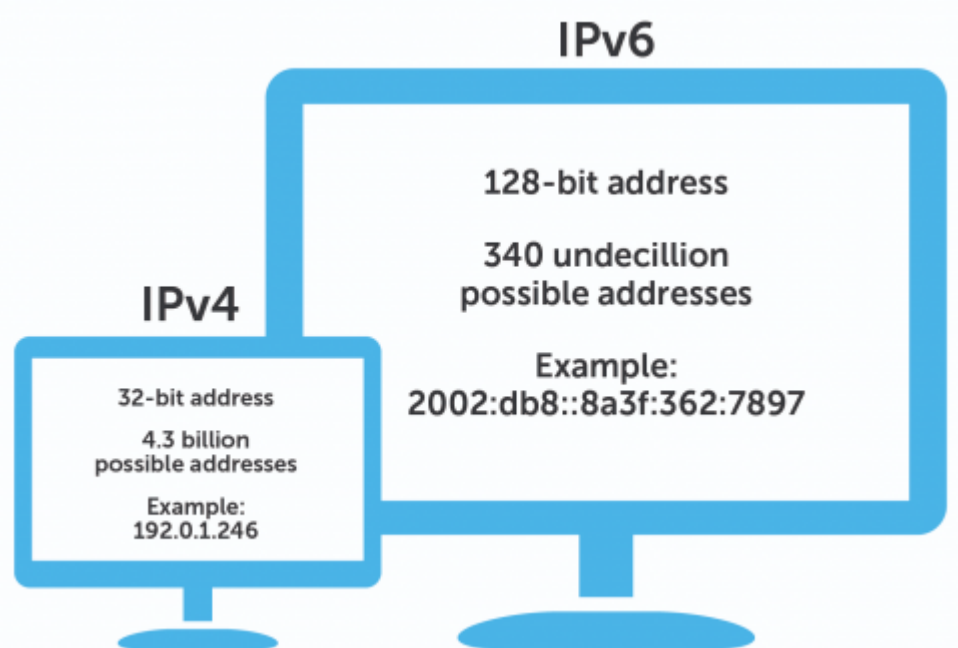 IPv6
128-bit address
340 undecillion
possible addresses
Example:
2002:db8::8a3f:362:7897
IPv4
32-bit address
4.3 billion
possible addresses
Example:
192.0.1.246